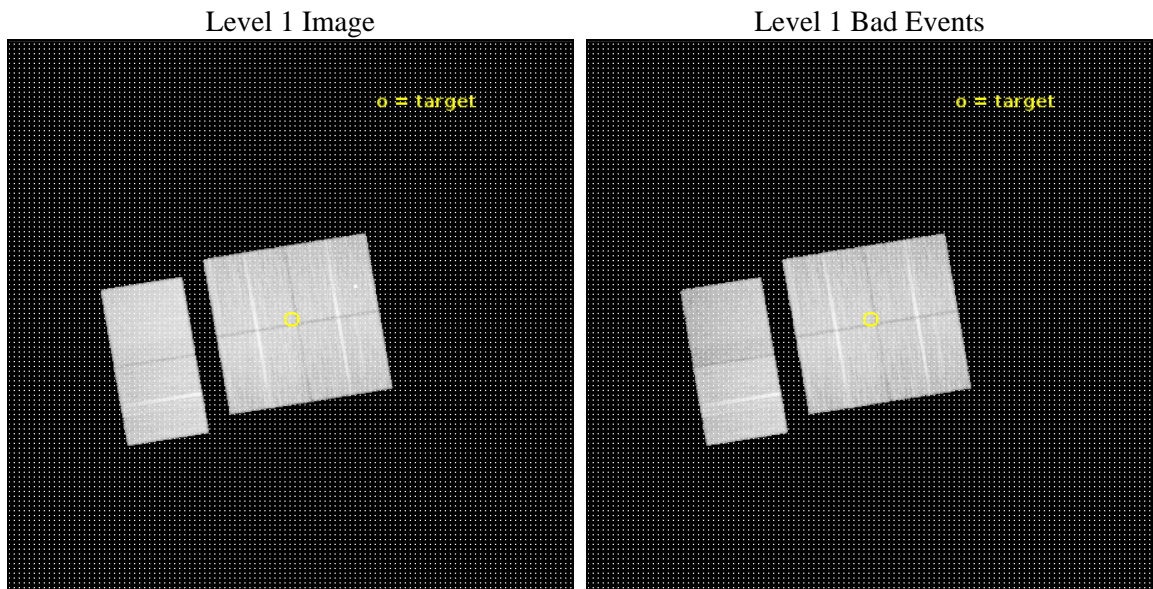 Level 1 Image
Level 1 Bad Events
o = target
o = target